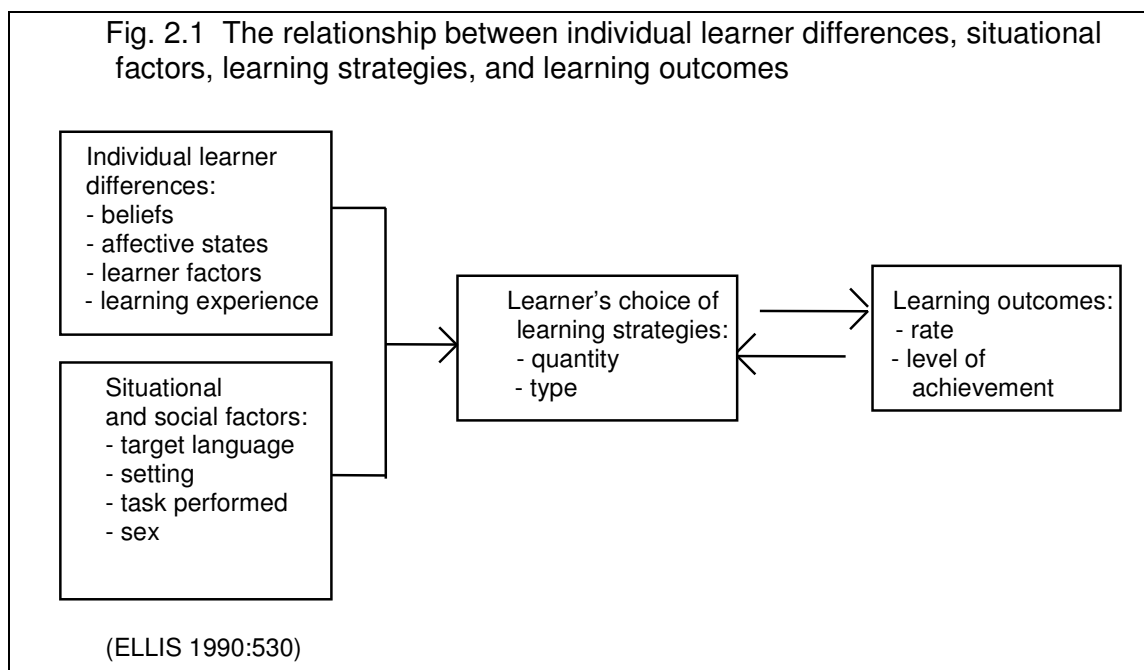 Fig. 2.1 The relationship between individual learner differences, situational
factors, learning strategies, and learning outcomes
Individual learner
differences:
- beliefs
- affective states
- learner factors
- learning experience
Situational
and social factors:
- target language
- setting
- task performed
- sex
Learner's choice of
learning strategies:
- quantity
- type
Learning outcomes:
- rate
- level of
achievement
(ELLIS 1990:530)